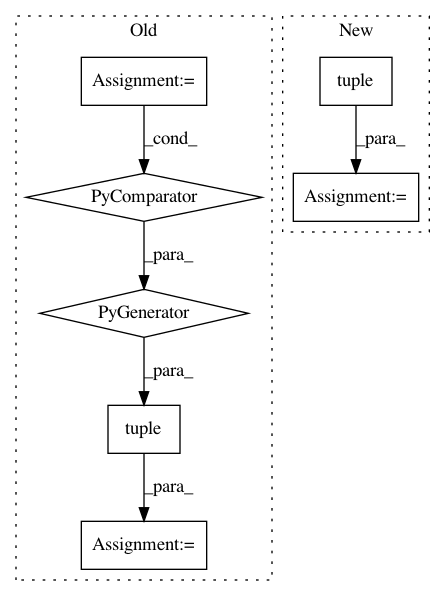 Old
New
Assignment:=
tuple
_cond_
_para_
PyComparator
Assignment:=
_para_
PyGenerator
_para_
tuple
_para_
Assignment:=